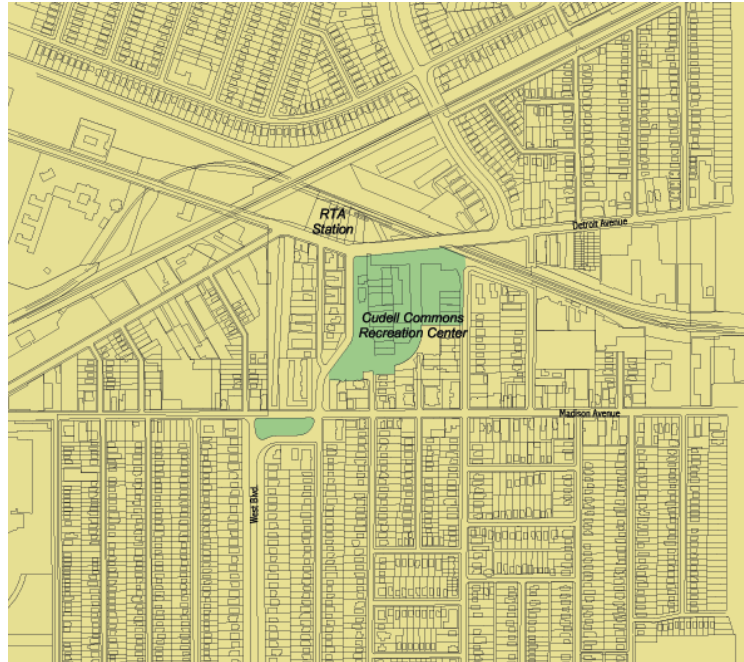 RTA
Station
Detroit Avenue
Cudell Commons
Recreation Center
Madison Avenue
West Blvd.